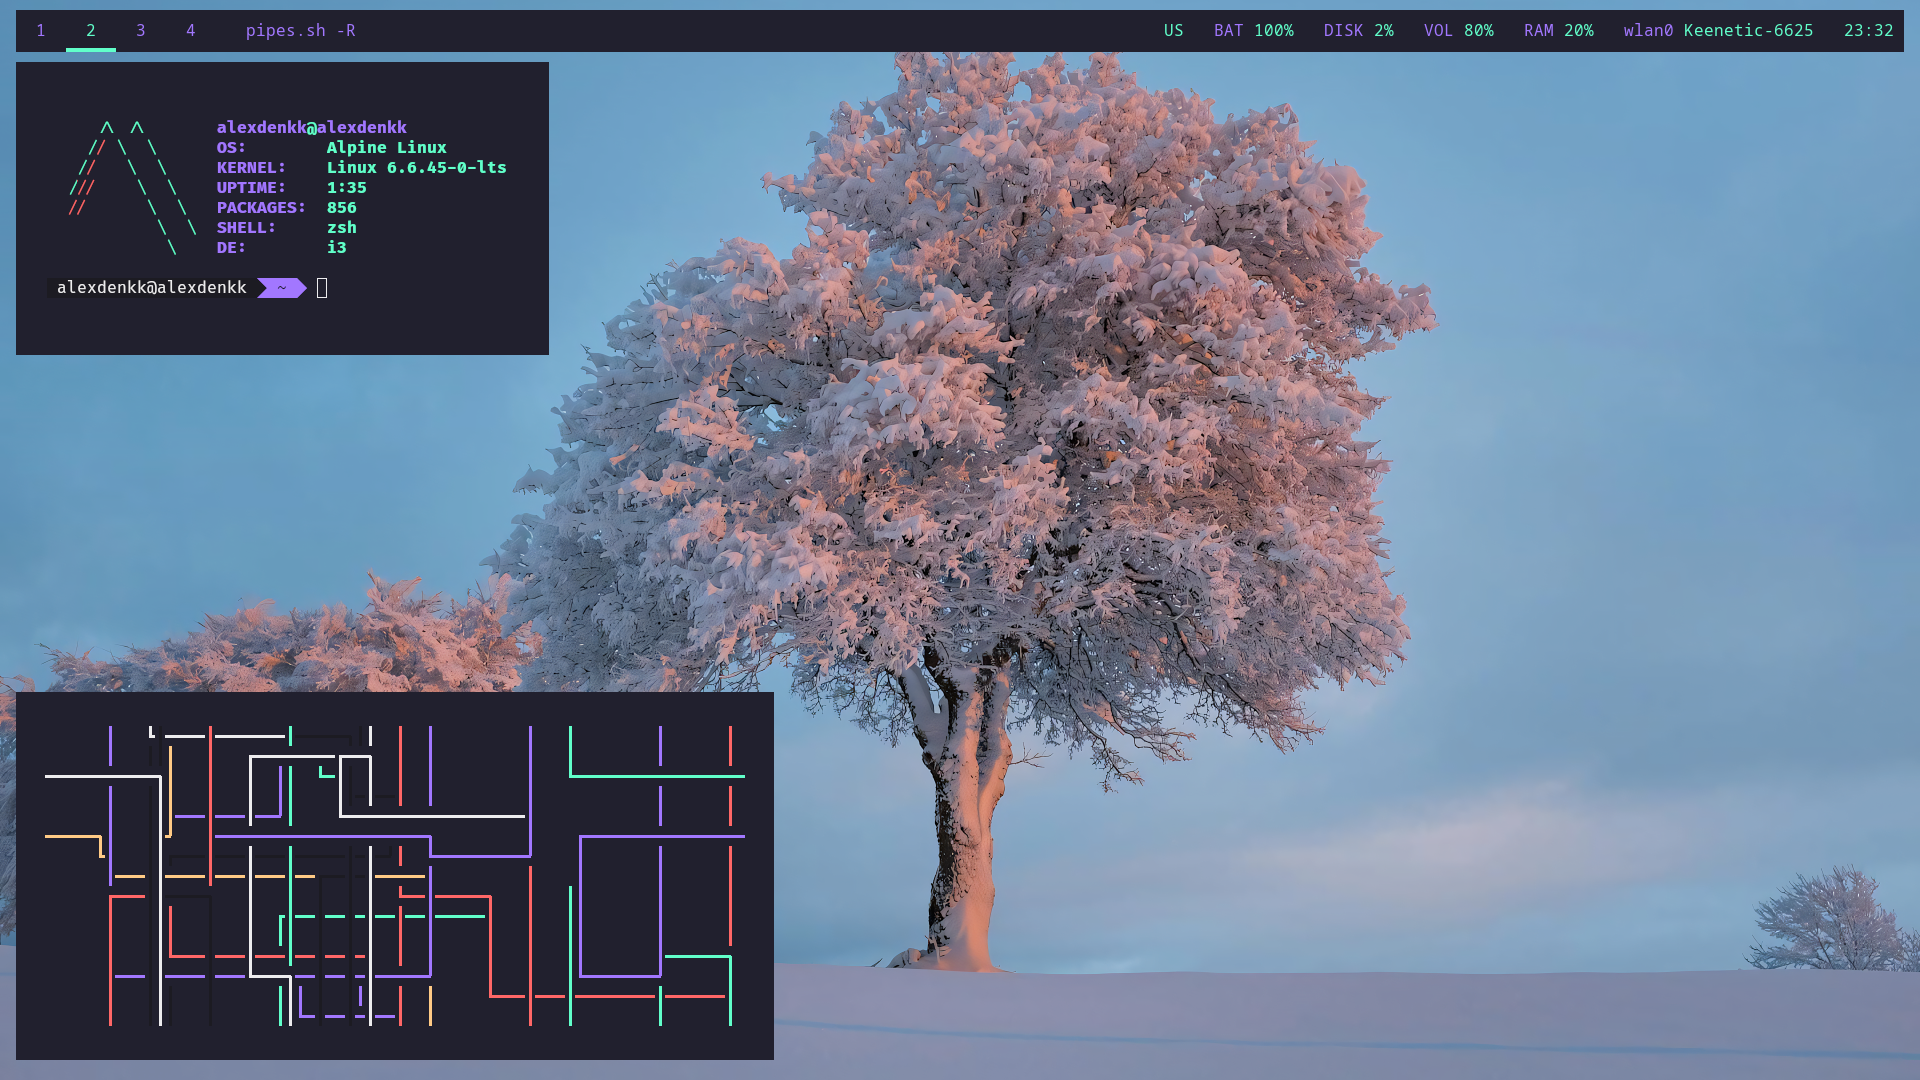 1 2 3 4 pipes.sh -R US BAT 100% DISK 2% VOL 80% RAM 20% wlan0 Keenetic-6625 23:32
alexdenkk@alexdenkk
OS: Alpine Linux
KERNEL: Linux 6.6.45-0-lts
UPTIME: 1:35
PACKAGES: 856
SHELL: zsh
DE: i3
alexdenkk@alexdenkk ~